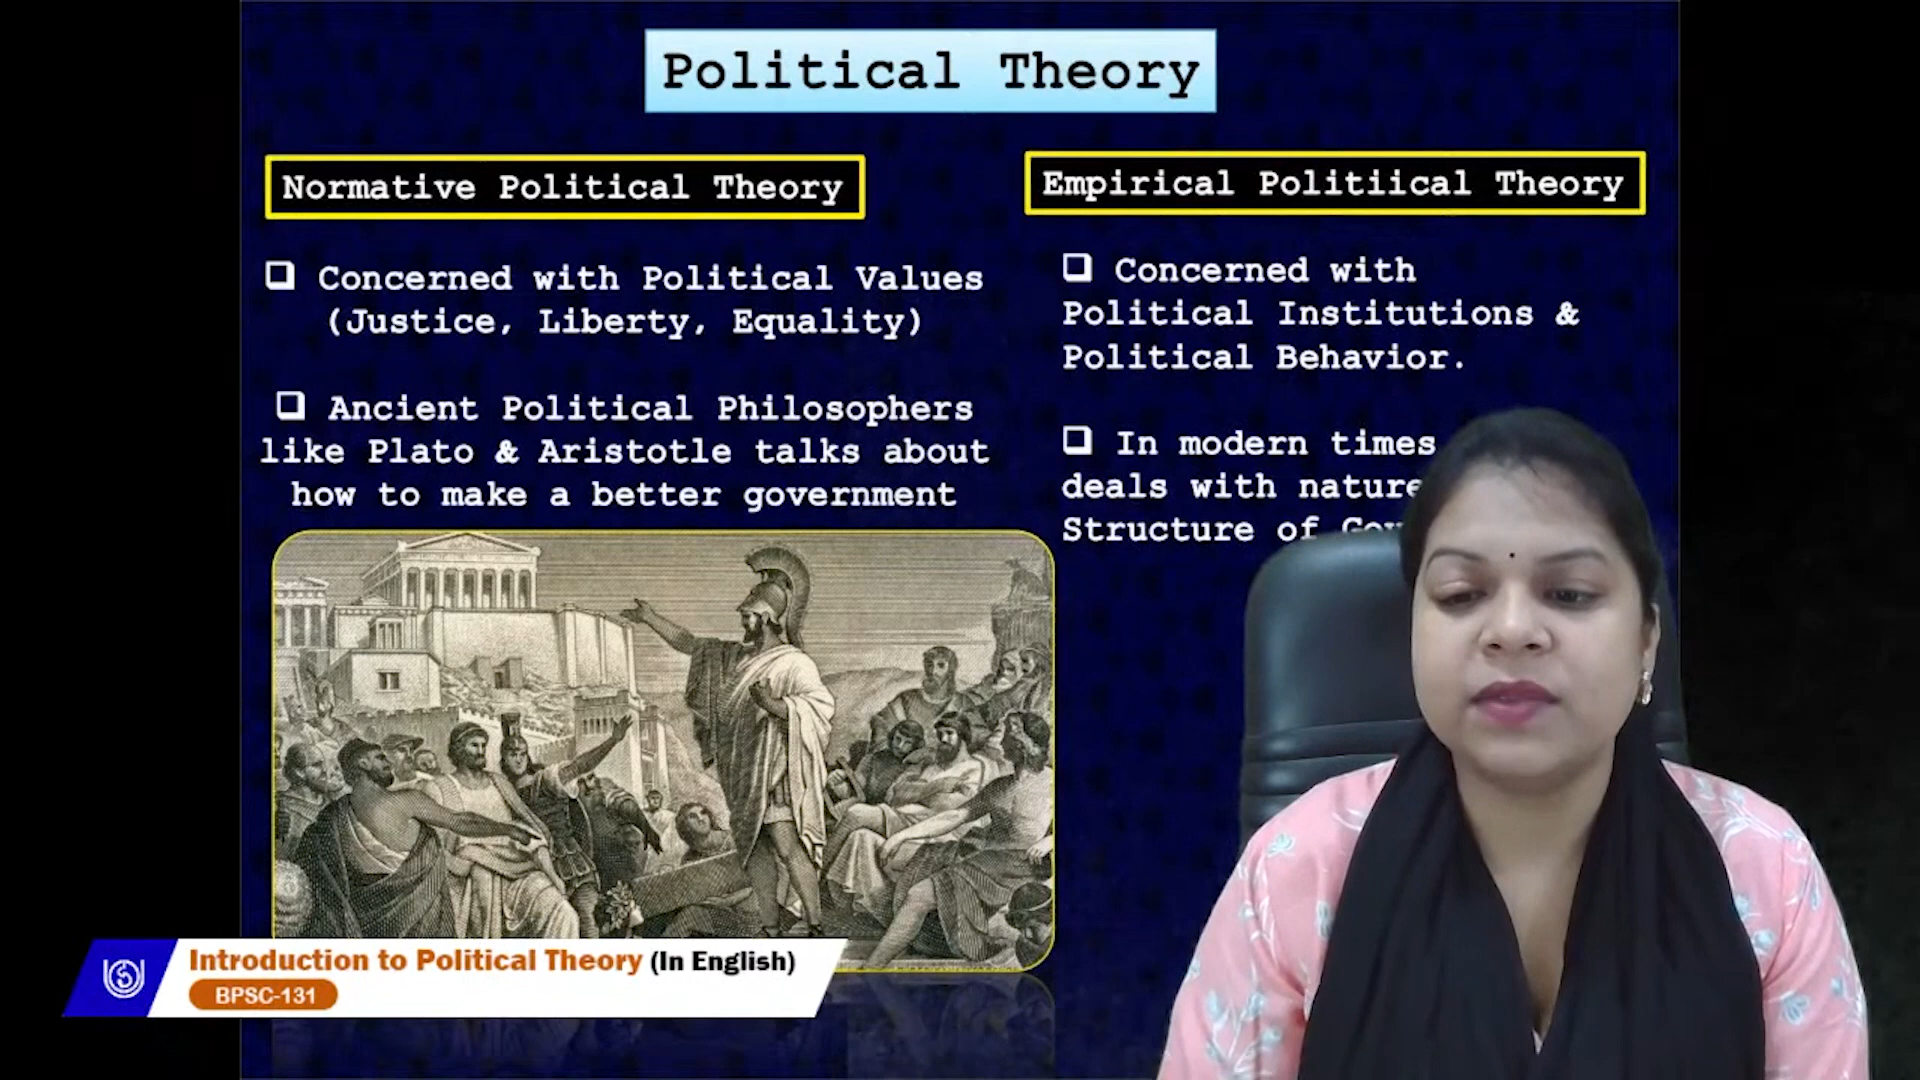 Political Theory
Normative Political Theory
❑ Concerned with Political Values
(Justice, Liberty, Equality)
❑ Ancient Political Philosophers
like Plato & Aristotle talks about
how to make a better government
Empirical Politiical Theory
❑ Concerned with
Political Institutions &
Political Behavior.
❑ In modern times
deals with nature
Structure of
Introduction to Political Theory (In English)
BPSC-131